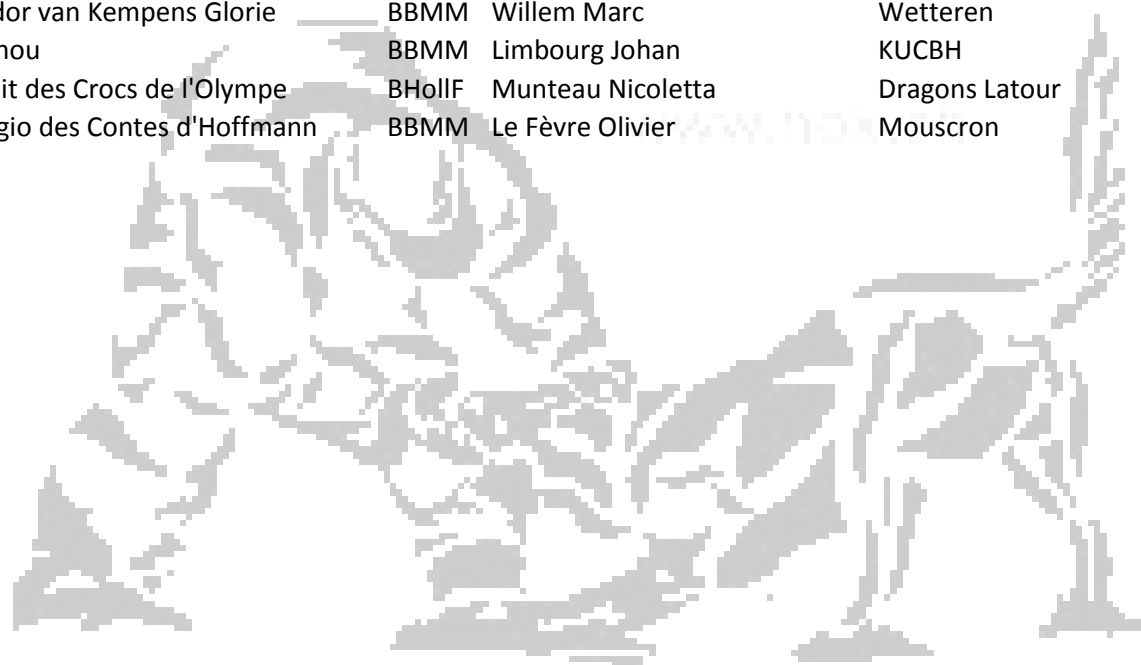 dor van Kempens Glorie BBMM Willem Marc Wetteren
nou BBMM Limbourg Johan KUCBH
it des Crocs de l'Olympe BHollF Munteau Nicoletta Dragons Latour
gio des Contes d'Hoffmann BBMM Le Fèvre Olivier Mouscron